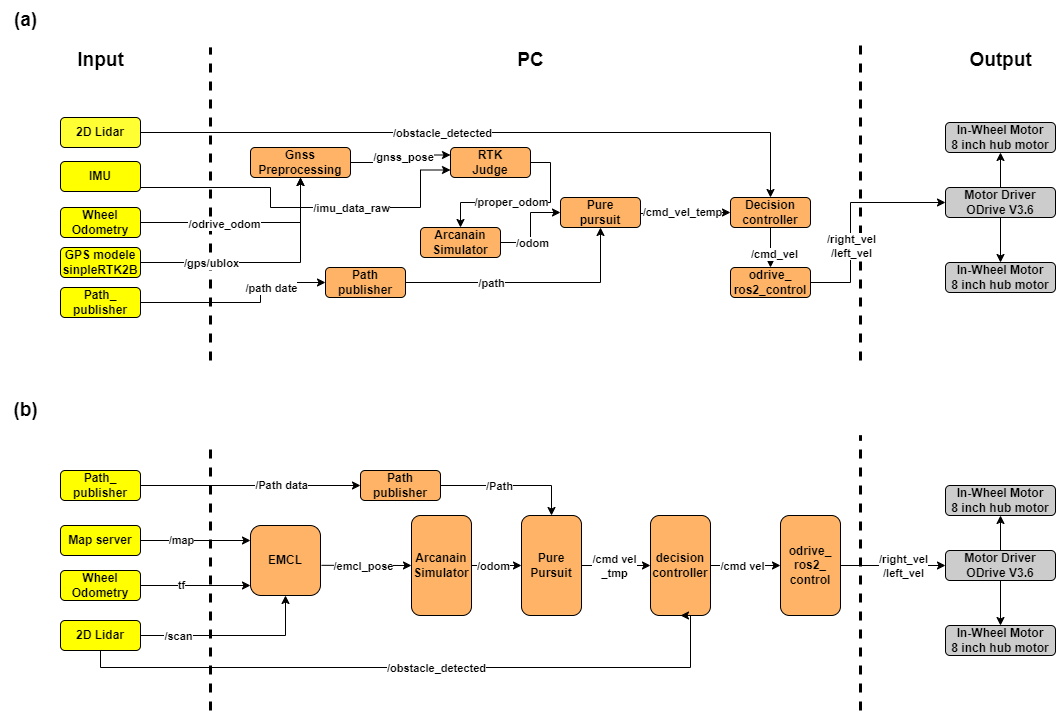 (a)
Input
PC
Output
2D Lidar
/obstacle_detected
In-Wheel Motor
8 inch hub motor
Gnss
Preprocessing
/gnss_pose
RTK
Judge
IMU
/imu_data_raw
/proper_odom
Pure
pursuit
/cmd_vel_temp
Decision
controller
Motor Driver
ODrive V3.6
Wheel
Odometry
/odrive_odom
Arcanain
Simulator
/odom
/right_vel
/left_vel
/cmd_vel
GPS modele
sinpleRTK2B
/gps/ublox
Path
publisher
/path
odrive_
ros2_control
In-Wheel Motor
8 inch hub motor
Path_
publisher
/path date
(b)
Path_
publisher
/Path data
Path
publisher
/Path
In-Wheel Motor
8 inch hub motor
Map server
/map
EMCL
/emcl_pose
Arcanain
Simulator
/odom
Pure
Pursuit
/cmd vel
_tmp
decision
controller
/cmd vel
odrive_
ros2_
control
/right_vel
/left_vel
Motor Driver
ODrive V3.6
Wheel
Odometry
tf
2D Lidar
/scan
In-Wheel Motor
8 inch hub motor
/obstacle_detected